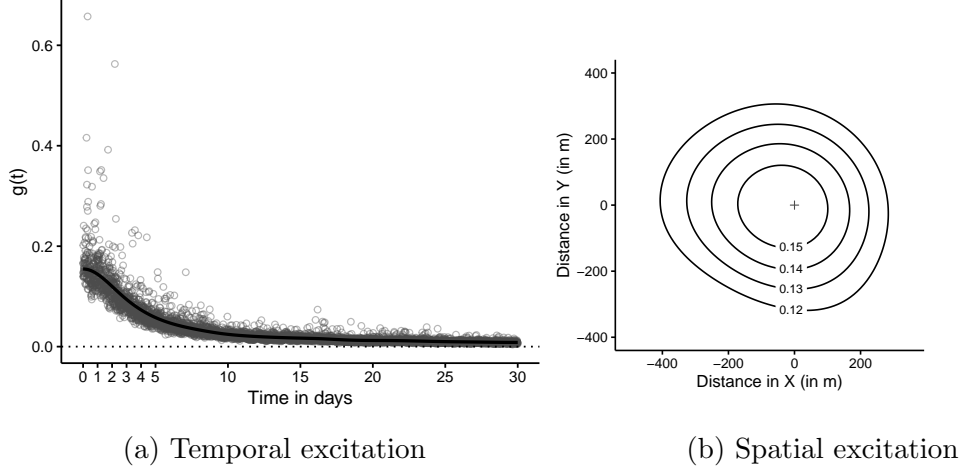 0.6
0.4
0.2
0.0
g(t)
0 1 2 3 4 5 10 15 20 25 30
Time in days
400
200
0
−200
−400
Distance in Y (in m)
0.15
0.14
0.13
0.12
−400 −200 0 200
Distance in X (in m)
(a) Temporal excitation
(b) Spatial excitation